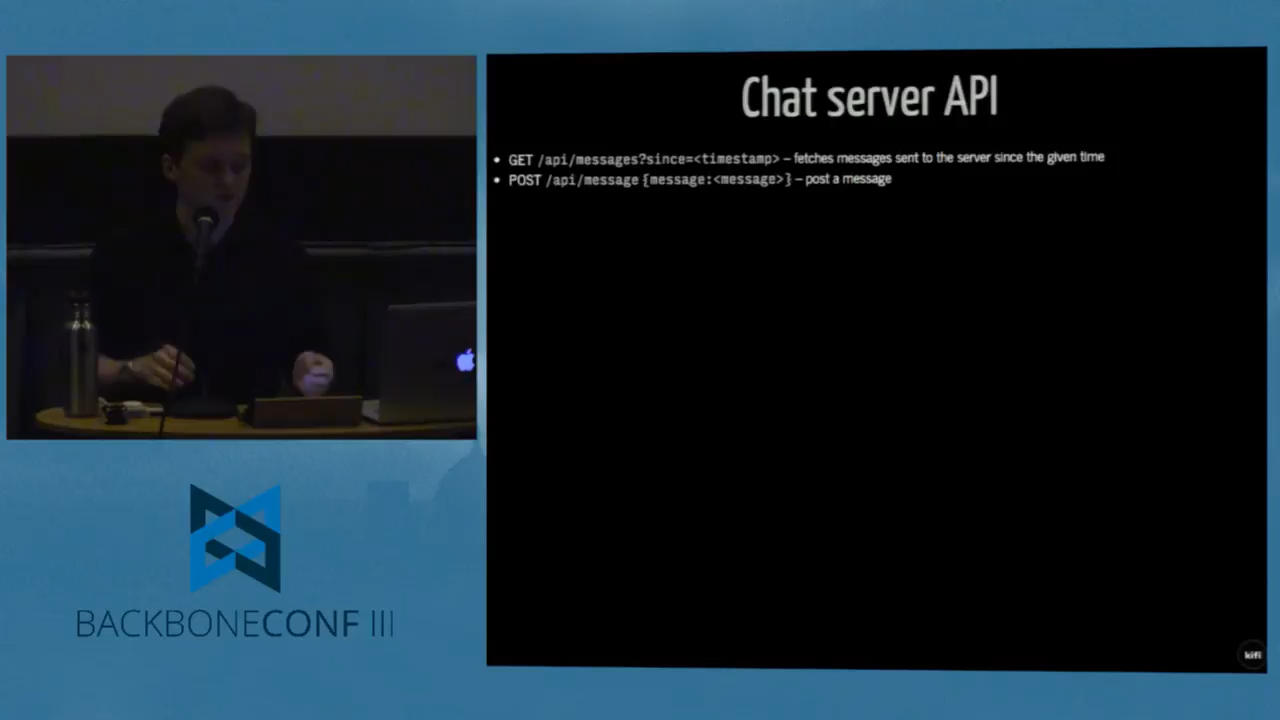 Chat server API
• GET /api/messages?since=<timestamp> – fetches messages sent to the server since the given time
• POST /api/message {message:<message>} – post a message
BACKBONECONF III
kifi